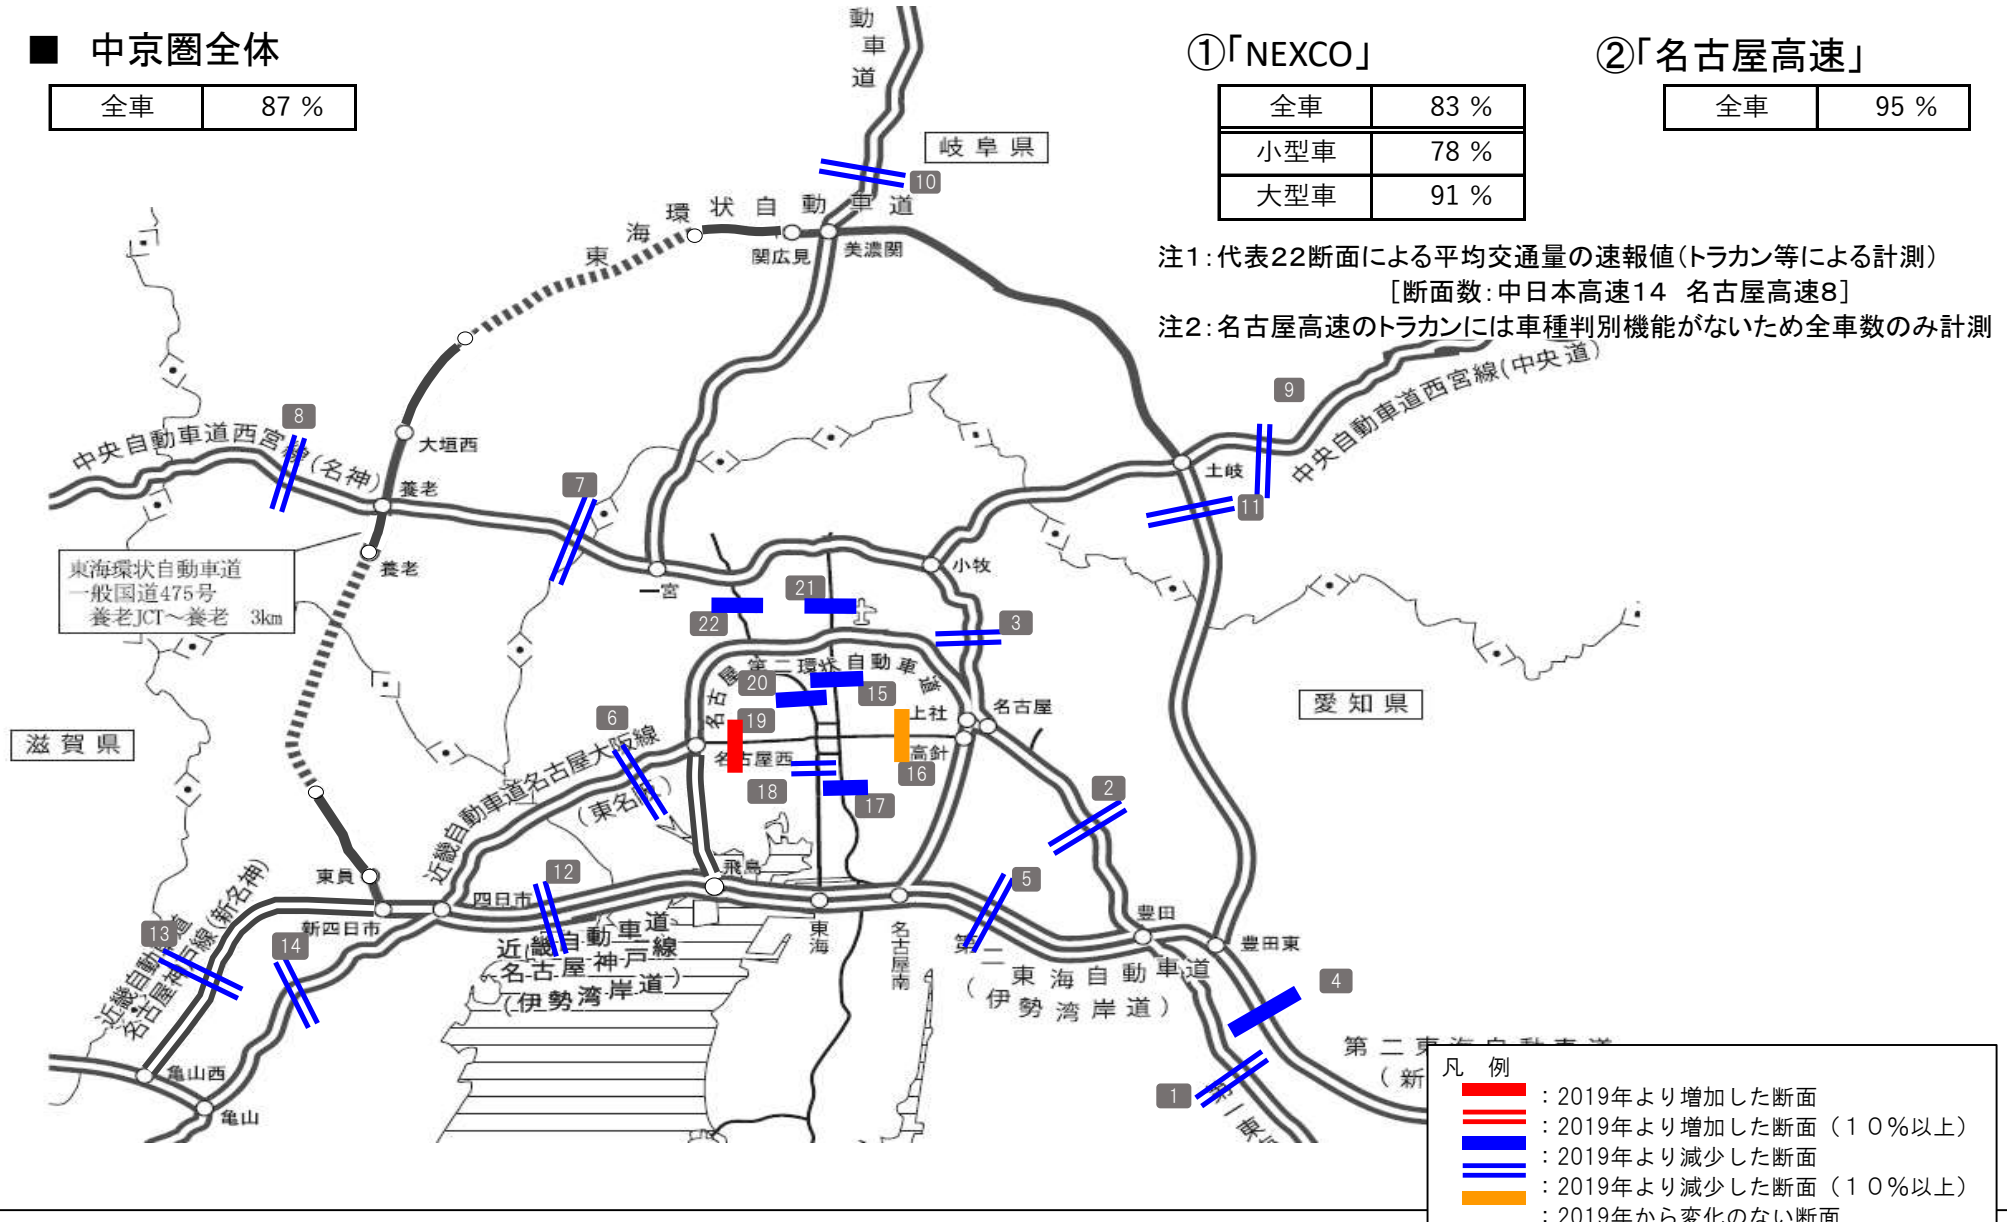 ■ 中京圏全体
全車 87 %
①「NEXCO」
全車 83 %
小型車 78 %
大型車 91 %
②「名古屋高速」
全車 95 %
注1：代表22断面による平均交通量の速報値（トラカン等による計測）
［断面数：中日本高速14 名古屋高速8］
注2：名古屋高速のトラカンには車種判別機能がないため全車数のみ計測
動車道
岐阜県
10
東海環状自動車道
関広見
美濃関
9
中央自動車道西宮線（中央道）
8
中央自動車道西宮線（名神）
大垣西
養老
7
土岐
11
養老
東海環状自動車道
一般国道475号
養老JCT～養老 3km
一宮
小牧
21
22
3
名古屋第二環状自動車道
20
15
19
上社
名古屋
愛知県
滋賀県
6
近畿自動車道名古屋大阪線
（東名阪）
名古屋西
高針
16
18
17
2
飛島
12
5
東員
四日市
新四日市
東海
名古屋南
豊田
豊田東
13
14
近畿自動車道
名古屋神戸線（新名神）
近畿自動車道
名古屋神戸線
（伊勢湾岸道）
第二東海自動車道
（伊勢湾岸道）
4
亀山西
亀山
1
第一東
第二東海自動車道
（新
凡 例
：2019年より増加した断面
：2019年より増加した断面（１０％以上）
：2019年より減少した断面
：2019年より減少した断面（１０％以上）
：2019年から変化のない断面